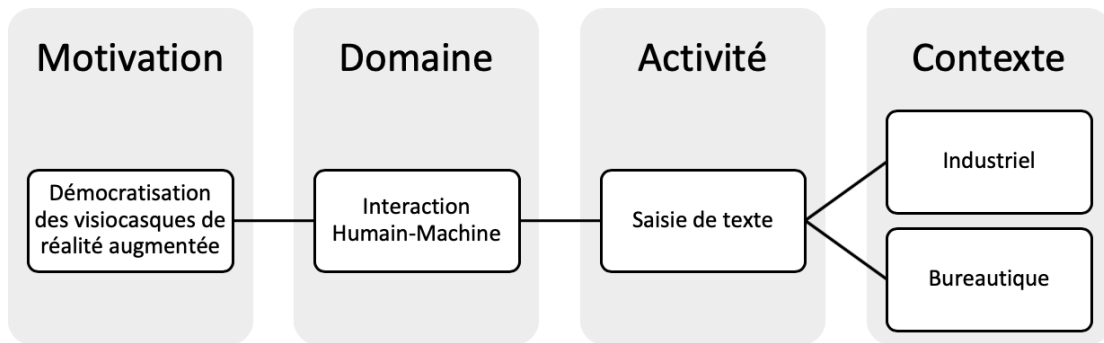 Motivation
Domaine
Activité
Contexte
Démocratisation
des visiocasques de
réalité augmentée
Interaction
Humain-Machine
Saisie de texte
Industriel
Bureautique